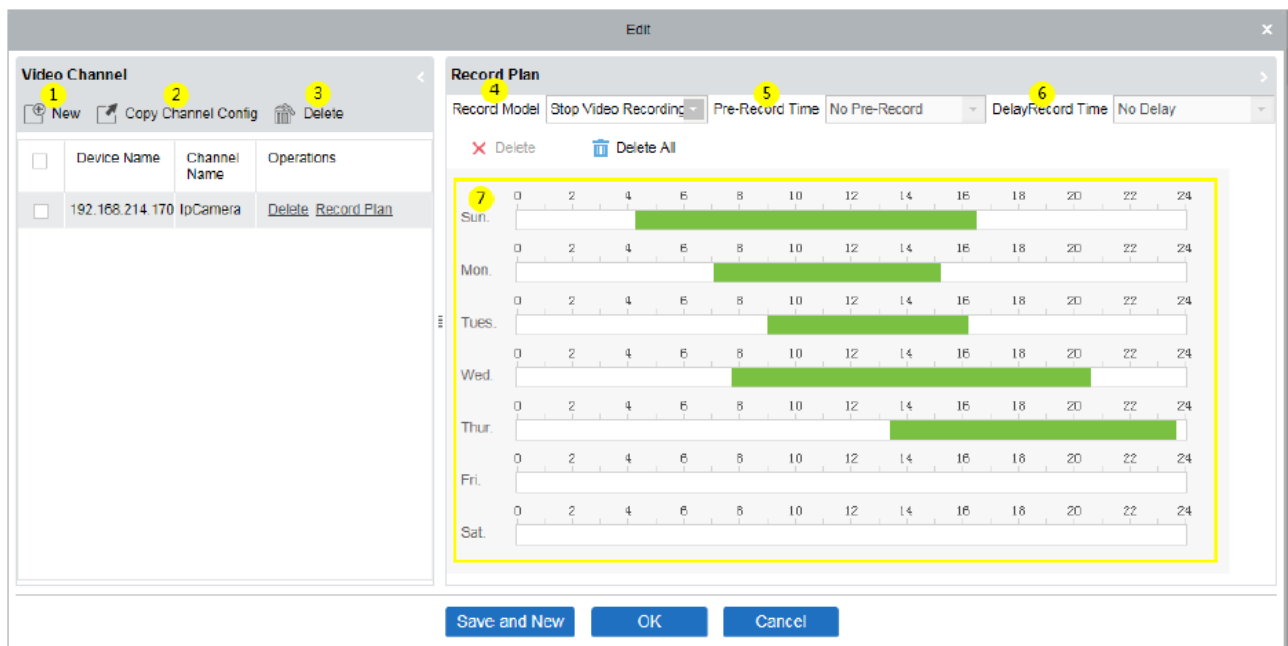 Edit
Video Channel
1 2 3
New Copy Channel Config Delete
Device Name Channel Name Operations
192.168.214.170 IpCamera Delete Record Plan
Record Plan
4 5 6
Record Model Stop Video Recording Pre-Record Time No Pre-Record DelayRecord Time No Delay
Delete Delete All
7
0 2 4 6 8 10 12 14 16 18 20 22 24
Sun.
0 2 4 6 8 10 12 14 16 18 20 22 24
Mon.
0 2 4 6 8 10 12 14 16 18 20 22 24
Tues.
0 2 4 6 8 10 12 14 16 18 20 22 24
Wed.
0 2 4 6 8 10 12 14 16 18 20 22 24
Thur.
0 2 4 6 8 10 12 14 16 18 20 22 24
Fri.
0 2 4 6 8 10 12 14 16 18 20 22 24
Sat.
Save and New OK Cancel